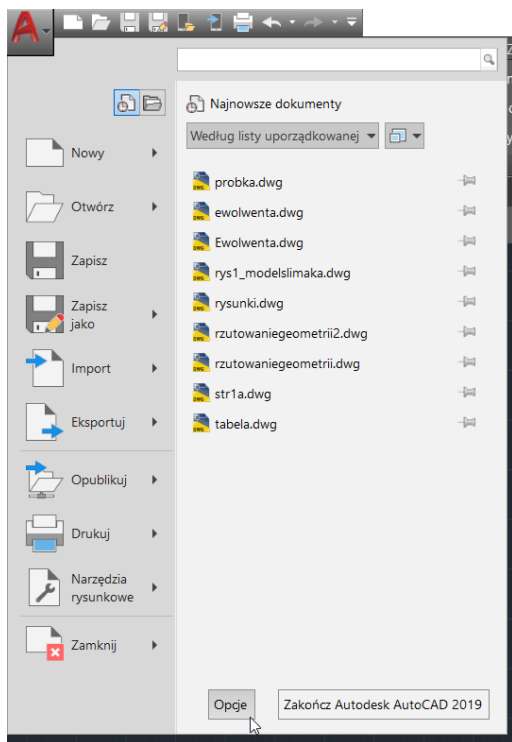 A
Najnowsze dokumenty
Według listy uporządkowanej
Nowy
Otwórz
Zapisz
Zapisz
jako
Import
Eksportuj
Opublikuj
Drukuj
Narzędzia
rysunkowe
Zamknij
probka.dwg
ewolwenta.dwg
Ewolwenta.dwg
rys1_modelslimaka.dwg
rysunki.dwg
rzutowaniegeometrii2.dwg
rzutowaniegeometrii.dwg
str1a.dwg
tabela.dwg
Opcje
Zakończ Autodesk AutoCAD 2019